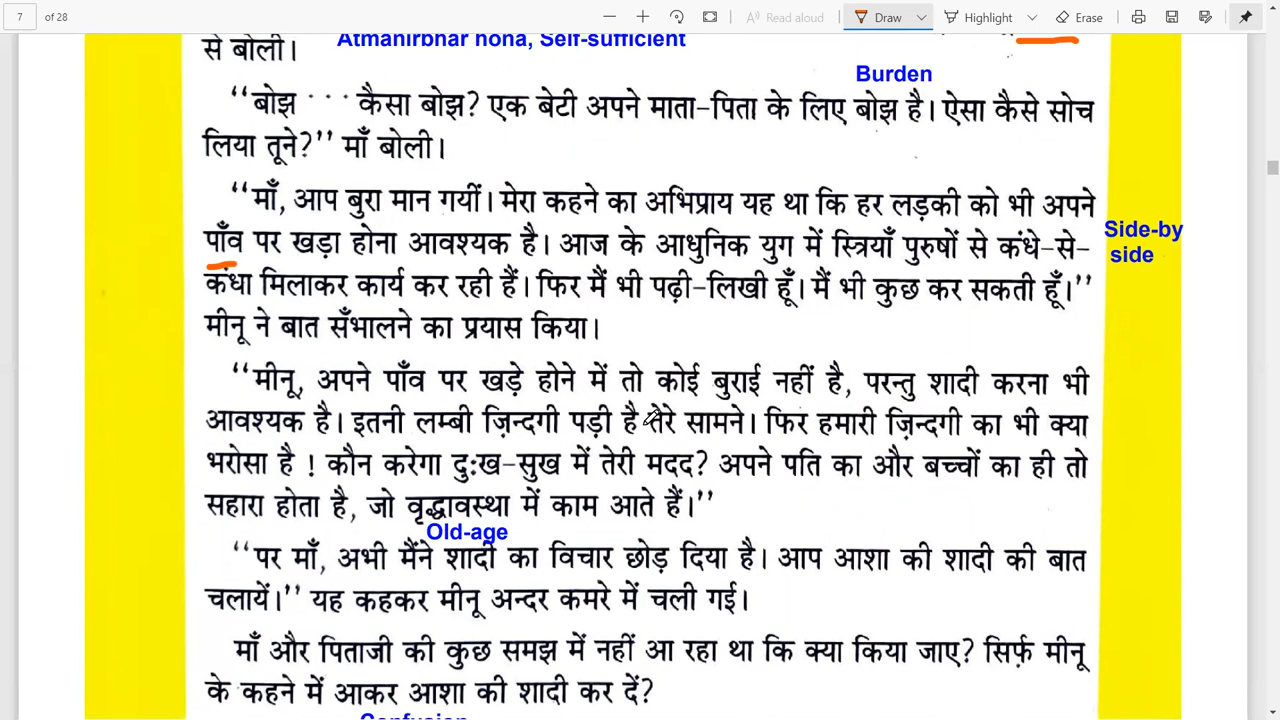 7 of 28 Read aloud Draw Highlight Erase
से बोली।
Atmanirbhar hona, Self-sufficient
Burden
“बोझ ··· कैसा बोझ? एक बेटी अपने माता-पिता के लिए बोझ है। ऐसा कैसे सोच
लिया तूने?” माँ बोली।
“माँ, आप बुरा मान गयीं। मेरा कहने का अभिप्राय यह था कि हर लड़की को भी अपने
पाँव पर खड़ा होना आवश्यक है। आज के आधुनिक युग में स्त्रियाँ पुरुषों से कंधे-से-
Side-by
side
कंधा मिलाकर कार्य कर रही हैं। फिर मैं भी पढ़ी-लिखी हूँ। मैं भी कुछ कर सकती हूँ।”
मीनू ने बात सँभालने का प्रयास किया।
“मीनू, अपने पाँव पर खड़े होने में तो कोई बुराई नहीं है, परन्तु शादी करना भी
आवश्यक है। इतनी लम्बी ज़िन्दगी पड़ी है तेरे सामने। फिर हमारी ज़िन्दगी का भी क्या
भरोसा है ! कौन करेगा दुःख-सुख में तेरी मदद? अपने पति का और बच्चों का ही तो
सहारा होता है, जो वृद्धावस्था में काम आते हैं।”
Old-age
“पर माँ, अभी मैंने शादी का विचार छोड़ दिया है। आप आशा की शादी की बात
चलायें।” यह कहकर मीनू अन्दर कमरे में चली गई।
माँ और पिताजी की कुछ समझ में नहीं आ रहा था कि क्या किया जाए? सिर्फ़ मीनू
के कहने में आकर आशा की शादी कर दें?
Confusion